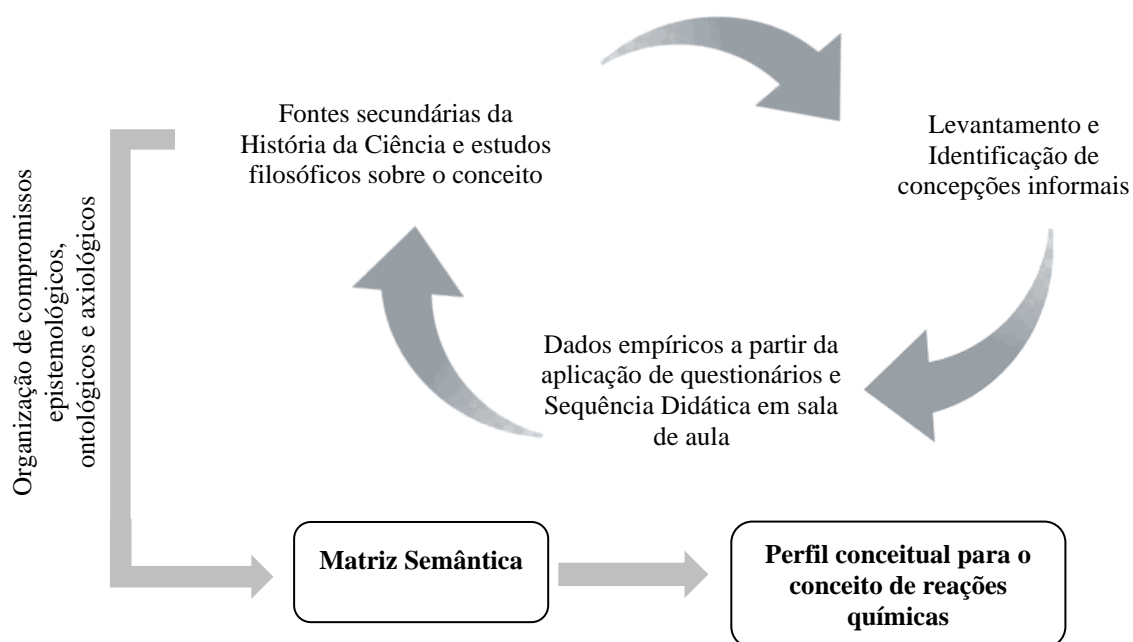 Fontes secundárias da
História da Ciência e estudos
filosóficos sobre o conceito
Levantamento e
Identificação de
concepções informais
Dados empíricos a partir da
aplicação de questionários e
Sequência Didática em sala
de aula
Organização de compromissos
epistemológicos,
ontológicos e axiológicos
Matriz Semântica
Perfil conceitual para o
conceito de reações
químicas